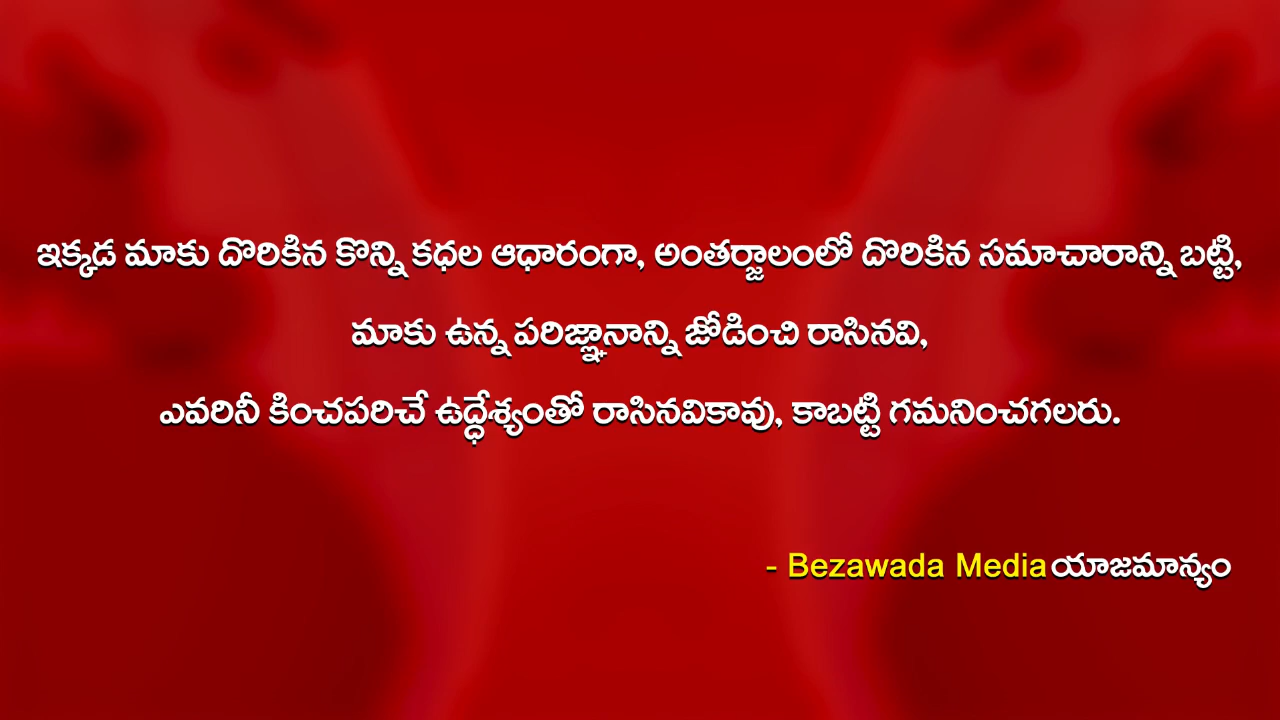 ఇక్కడ మాకు దొరికిన కొన్ని కధల ఆధారంగా, అంతర్జాలంలో దొరికిన సమాచారాన్ని బట్టి,
మాకు ఉన్న పరిజ్ఞానాన్ని జోడించి రాసినవి,
ఎవరినీ కించపరిచే ఉద్ధేశ్యంతో రాసినవికావు, కాబట్టి గమనించగలరు.
- Bezawada Media యాజమాన్యం